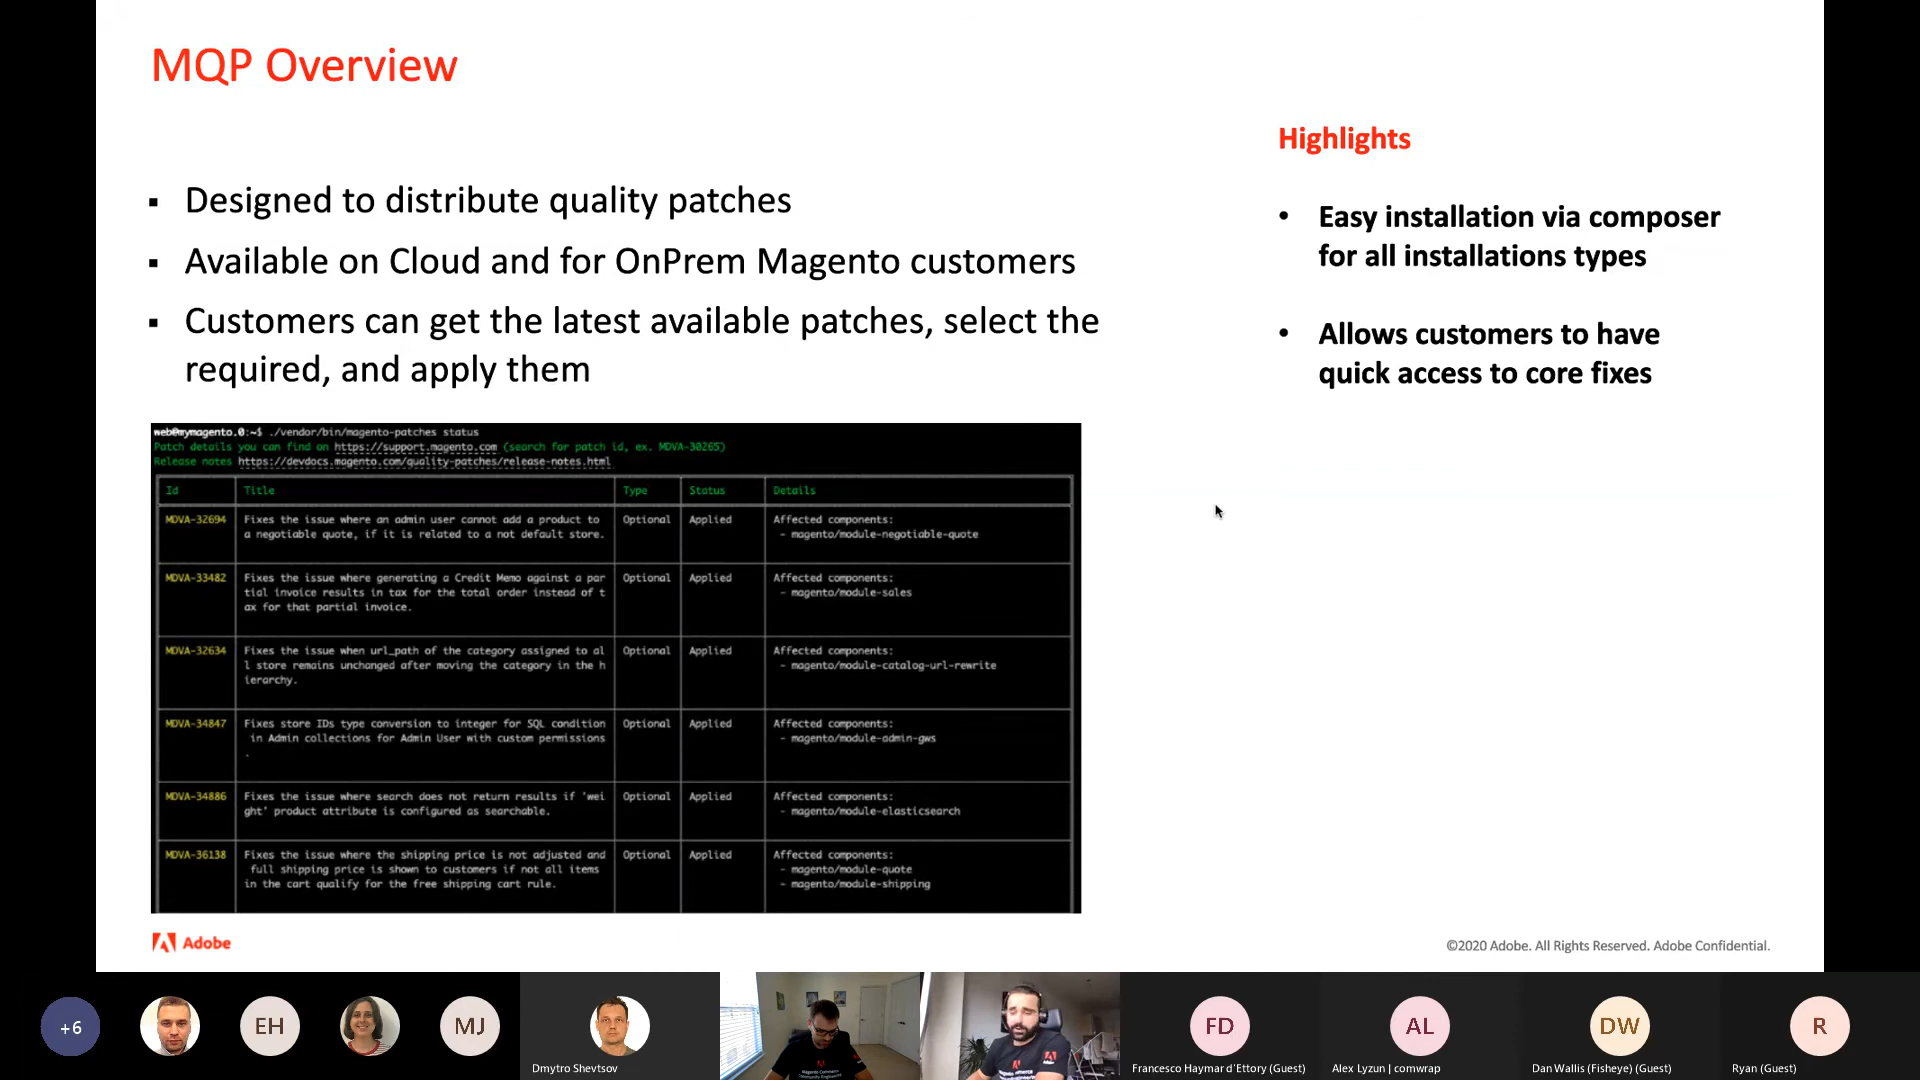 MQP Overview
▪ Designed to distribute quality patches
▪ Available on Cloud and for OnPrem Magento customers
▪ Customers can get the latest available patches, select the
required, and apply them
Highlights
• Easy installation via composer
for all installations types
• Allows customers to have
quick access to core fixes
web@mymagento.0:~$ ./vendor/bin/magento-patches status
Patch details you can find on https://support.magento.com (search for patch id, ex. MDVA-30265)
Release notes https://devdocs.magento.com/quality-patches/release-notes.html
Id Title Type Status Details
MDVA-32694 Fixes the issue where an admin user cannot add a product to Optional Applied Affected components:
a negotiable quote, if it is related to a not default store. - magento/module-negotiable-quote
MDVA-33482 Fixes the issue where generating a Credit Memo against a par Optional Applied Affected components:
tial invoice results in tax for the total order instead of t - magento/module-sales
ax for that partial invoice.
MDVA-32634 Fixes the issue when url_path of the category assigned to al Optional Applied Affected components:
l store remains unchanged after moving the category in the h - magento/module-catalog-url-rewrite
ierarchy.
MDVA-34847 Fixes store IDs type conversion to integer for SQL condition Optional Applied Affected components:
in Admin collections for Admin User with custom permissions - magento/module-admin-gws
.
MDVA-34886 Fixes the issue where search does not return results if 'wei Optional Applied Affected components:
ght' product attribute is configured as searchable. - magento/module-elasticsearch
MDVA-36138 Fixes the issue where the shipping price is not adjusted and Optional Applied Affected components:
full shipping price is shown to customers if not all items - magento/module-quote
in the cart qualify for the free shipping cart rule. - magento/module-shipping
Adobe
©2020 Adobe. All Rights Reserved. Adobe Confidential.
+6
EH
MJ
FD
AL
DW
R
Dmytro Shevtsov
Francesco Haymar d'Ettory (Guest)
Alex Lyzun | comwrap
Dan Wallis (Fisheye) (Guest)
Ryan (Guest)